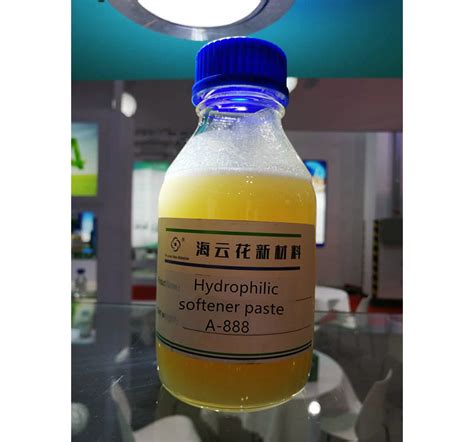 海云花新材料
Hydrophilic
softener paste
A-888